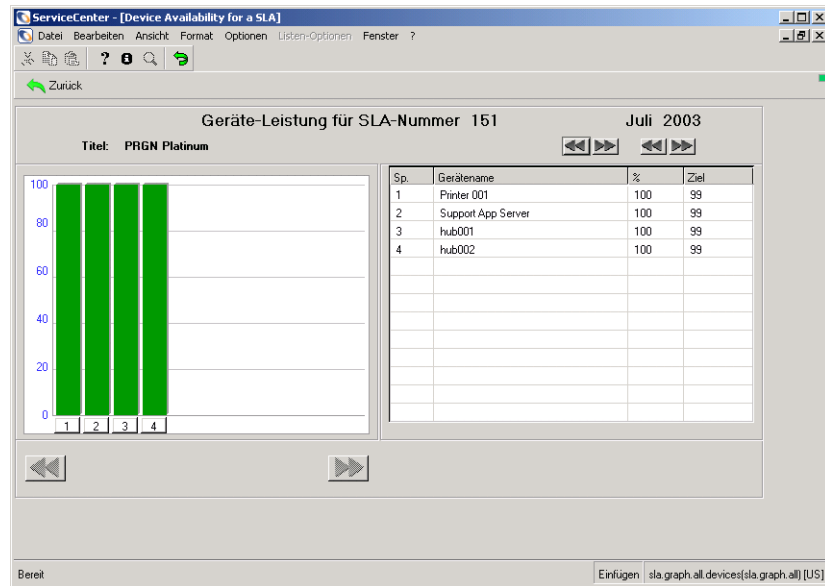 ServiceCenter - [Device Availability for a SLA]
Datei Bearbeiten Ansicht Format Optionen Listen-Optionen Fenster ?
Zurück
Geräte-Leistung für SLA-Nummer 151 Juli 2003
Titel: PRGN Platinum
Sp. Gerätename % Ziel
1 Printer 001 100 99
2 Support App Server 100 99
3 hub001 100 99
4 hub002 100 99
100
80
60
40
20
0
1 2 3 4
Bereit Einfügen sla.graph.all.devices(sla.graph.all) [US]